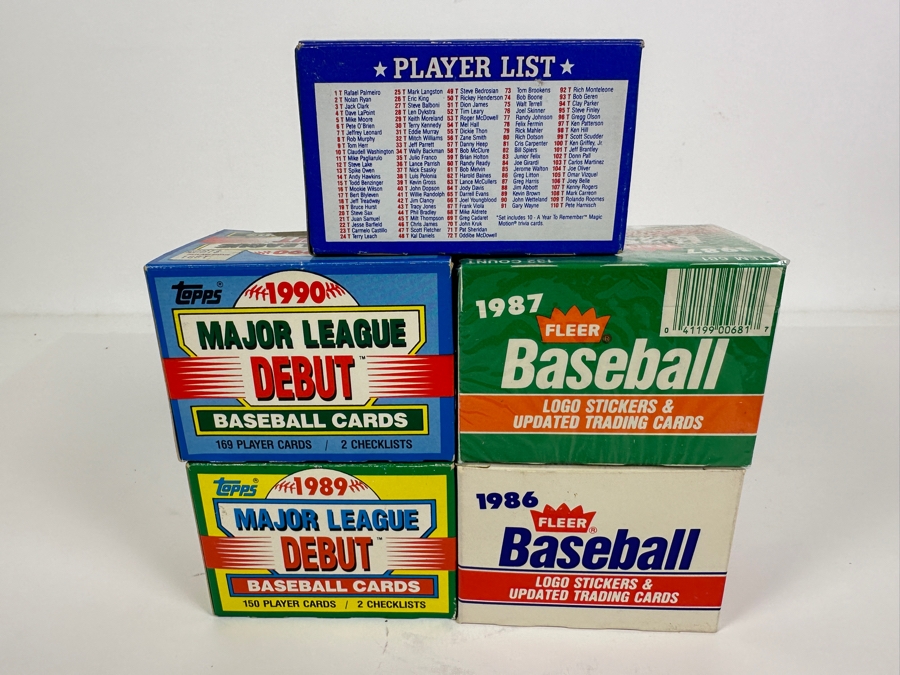 ★ PLAYER LIST ★
1 T Rafael Palmeiro
2 T Nolan Ryan
3 T Jack Clark
4 T Dave LaPoint
5 T Mike Moore
6 T Pete O'Brien
7 T Jeffrey Leonard
8 T Rob Murphy
9 T Tom Herr
10 T Claudell Washington
11 T Mike Pagliarulo
12 T Steve Lake
13 T Spike Owen
14 T Andy Hawkins
15 T Todd Benzinger
16 T Mookie Wilson
17 T Bert Blyleven
18 T Jeff Treadway
19 T Bruce Hurst
20 T Steve Sax
21 T Juan Samuel
22 T Jesse Barfield
23 T Carmelo Castillo
24 T Terry Leach
25 T Mark Langston
26 T Eric King
27 T Steve Balboni
28 T Len Dykstra
29 T Keith Moreland
30 T Terry Kennedy
31 T Eddie Murray
32 T Mitch Williams
33 T Jeff Parrett
34 T Wally Backman
35 T Julio Franco
36 T Lance Parrish
37 T Nick Esasky
38 T Luis Polonia
39 T Kevin Gross
40 T John Dopson
41 T Willie Randolph
42 T Jim Clancy
43 T Tracy Jones
44 T Phil Bradley
45 T Milt Thompson
46 T Chris James
47 T Scott Fletcher
48 T Kal Daniels
49 T Steve Bedrosian
50 T Rickey Henderson
51 T Dion James
52 T Tim Leary
53 T Roger McDowell
54 T Mel Hall
55 T Dickie Thon
56 T Zane Smith
57 T Danny Heep
58 T Bob McClure
59 T Brian Holton
60 T Randy Ready
61 T Bob Melvin
62 T Harold Baines
63 T Lance McCullers
64 T Jody Davis
65 T Darrell Evans
66 T Joel Youngblood
67 T Frank Viola
68 T Mike Aldrete
69 T Greg Cadaret
70 T John Kruk
71 T Pat Sheridan
72 T Oddibe McDowell
73 Tom Brookens
74 Bob Boone
75 Walt Terrell
76 Joel Skinner
77 Randy Johnson
78 Felix Fermin
79 Rick Mahler
80 Rich Dotson
81 Cris Carpenter
82 Bill Spiers
83 Junior Felix
84 Joe Girardi
85 Jerome Walton
86 Greg Litton
87 Greg Harris
88 Jim Abbott
89 Kevin Brown
90 John Wetteland
91 Gary Wayne
92 T Rich Monteleone
93 T Bob Geren
94 T Clay Parker
95 T Steve Finley
96 T Gregg Olson
97 T Ken Patterson
98 T Ken Hill
99 T Scott Scudder
100 T Ken Griffey, Jr.
101 T Jeff Brantley
102 T Donn Pall
103 T Carlos Martinez
104 T Joe Oliver
105 T Omar Vizquel
106 T Joey Belle
107 T Kenny Rogers
108 T Mark Carreon
109 T Rolando Roomes
110 T Pete Harnisch
*Set includes 10 - A Year To Remember™ Magic
Motion® trivia cards.
TOPPS®
1990
MAJOR LEAGUE
DEBUT™
BASEBALL CARDS
169 PLAYER CARDS / 2 CHECKLISTS
132 COUNT
1987
ITEM 681
1987
FLEER®
Baseball
LOGO STICKERS &
UPDATED TRADING CARDS
0 41199 00681 7
TOPPS®
1989
MAJOR LEAGUE
DEBUT™
BASEBALL CARDS
150 PLAYER CARDS / 2 CHECKLISTS
1986
FLEER®
Baseball
LOGO STICKERS &
UPDATED TRADING CARDS